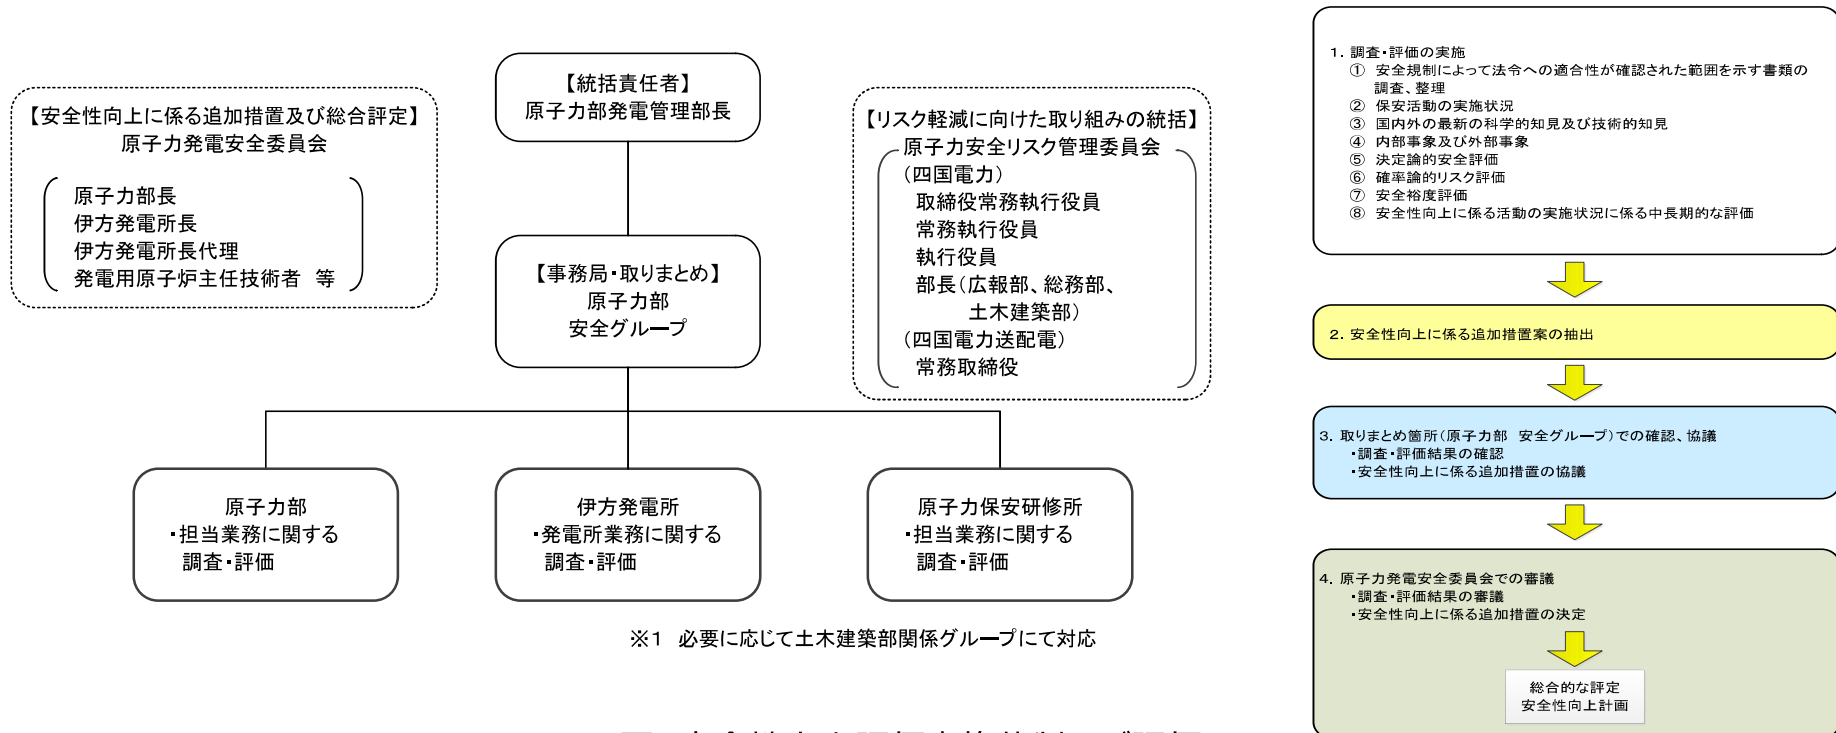 【安全性向上に係る追加措置及び総合評定】
原子力発電安全委員会
原子力部長
伊方発電所長
伊方発電所長代理
発電用原子炉主任技術者 等
【統括責任者】
原子力部発電管理部長
【事務局・取りまとめ】
原子力部
安全グループ
【リスク軽減に向けた取り組みの統括】
原子力安全リスク管理委員会
(四国電力)
取締役常務執行役員
常務執行役員
執行役員
部長(広報部、総務部、
土木建築部)
(四国電力送配電)
常務取締役
原子力部
・担当業務に関する
調査・評価
伊方発電所
・発電所業務に関する
調査・評価
原子力保安研修所
・担当業務に関する
調査・評価
※1 必要に応じて土木建築部関係グループにて対応
1. 調査・評価の実施
① 安全規制によって法令への適合性が確認された範囲を示す書類の
調査、整理
② 保安活動の実施状況
③ 国内外の最新の科学的知見及び技術的知見
④ 内部事象及び外部事象
⑤ 決定論的安全評価
⑥ 確率論的リスク評価
⑦ 安全裕度評価
⑧ 安全性向上に係る活動の実施状況に係る中長期的な評価
2. 安全性向上に係る追加措置案の抽出
3. 取りまとめ箇所(原子力部 安全グループ)での確認、協議
・調査・評価結果の確認
・安全性向上に係る追加措置の協議
4. 原子力発電安全委員会での審議
・調査・評価結果の審議
・安全性向上に係る追加措置の決定
総合的な評定
安全性向上計画